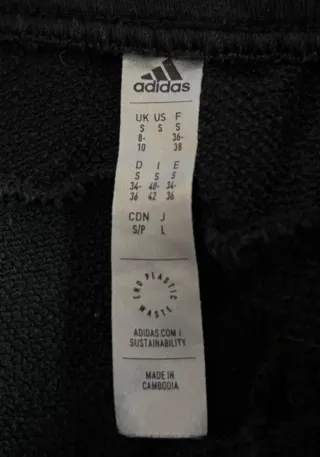 adidas
UK US F
S S S
8- 36-
10 38
D I E
S S S
34- 40- 34-
36 42 36
CDN J
S/P L
END PLASTIC WASTE
ADIDAS.COM/
SUSTAINABILITY
MADE IN
CAMBODIA